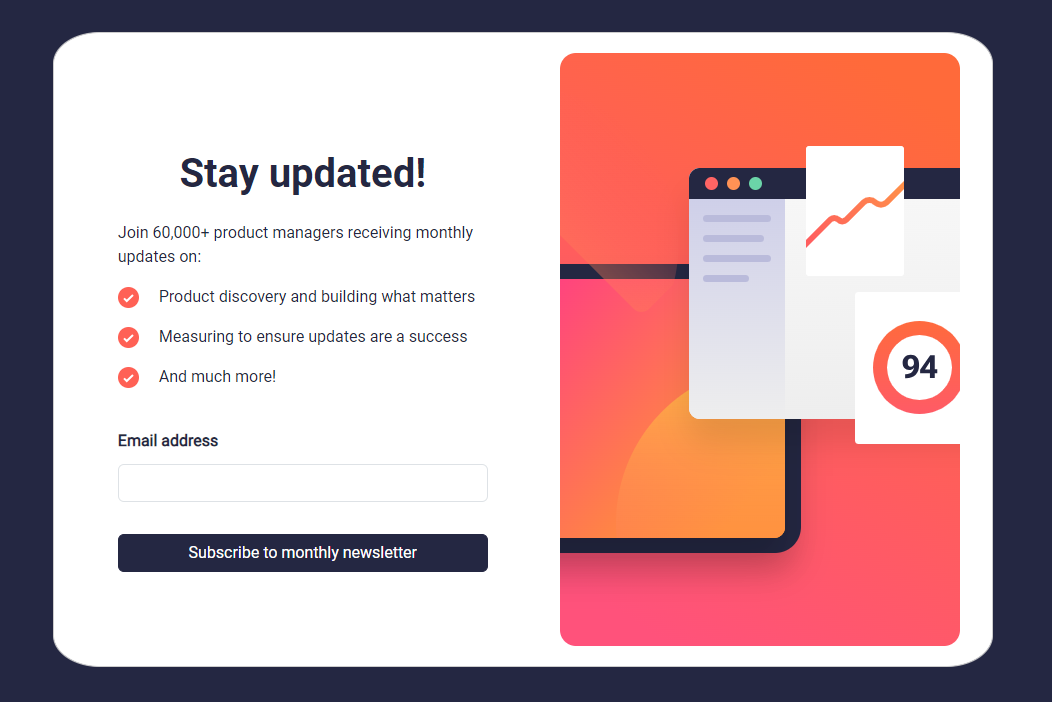 Stay updated!
Join 60,000+ product managers receiving monthly
updates on:
Product discovery and building what matters
Measuring to ensure updates are a success
And much more!
Email address
Subscribe to monthly newsletter
94